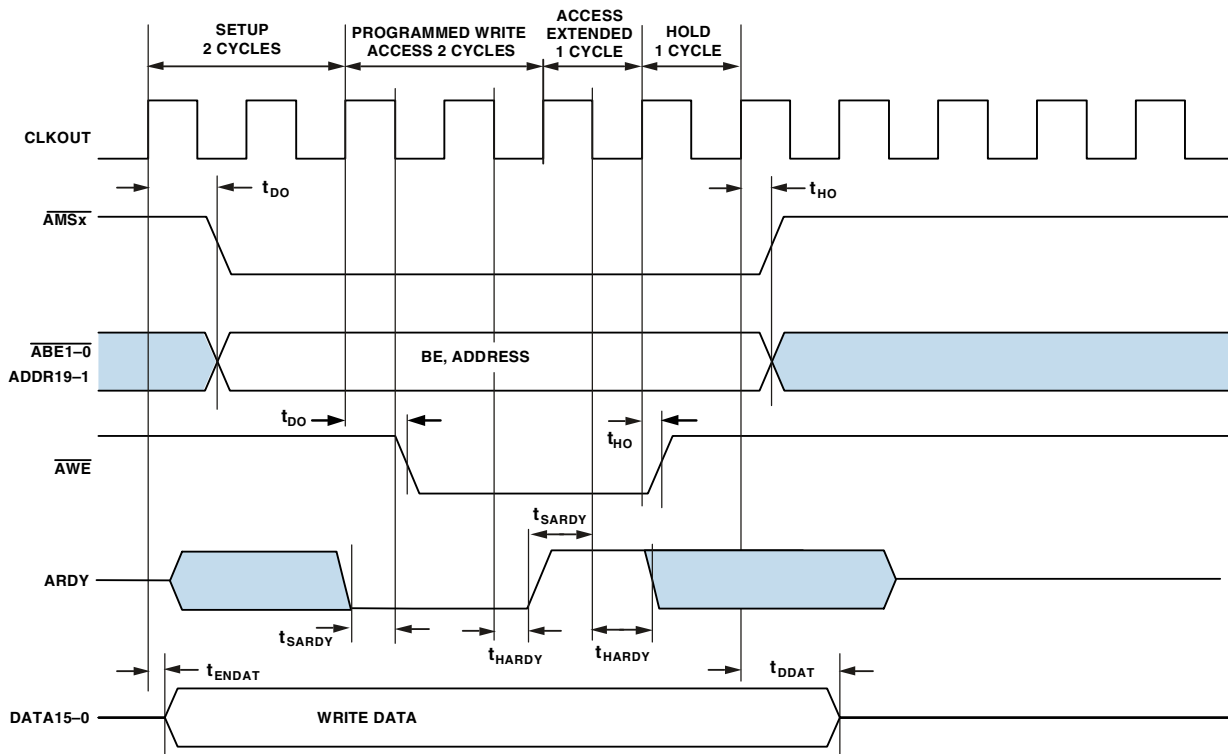 SETUP
2 CYCLES
PROGRAMMED WRITE
ACCESS 2 CYCLES
ACCESS
EXTENDED
1 CYCLE
HOLD
1 CYCLE
CLKOUT
tDO
tHO
AMSx
ABE1–0
ADDR19–1
BE, ADDRESS
tDO
tHO
AWE
tSARDY
ARDY
tSARDY
tHARDY
tHARDY
tENDAT
tDDAT
DATA15–0
WRITE DATA